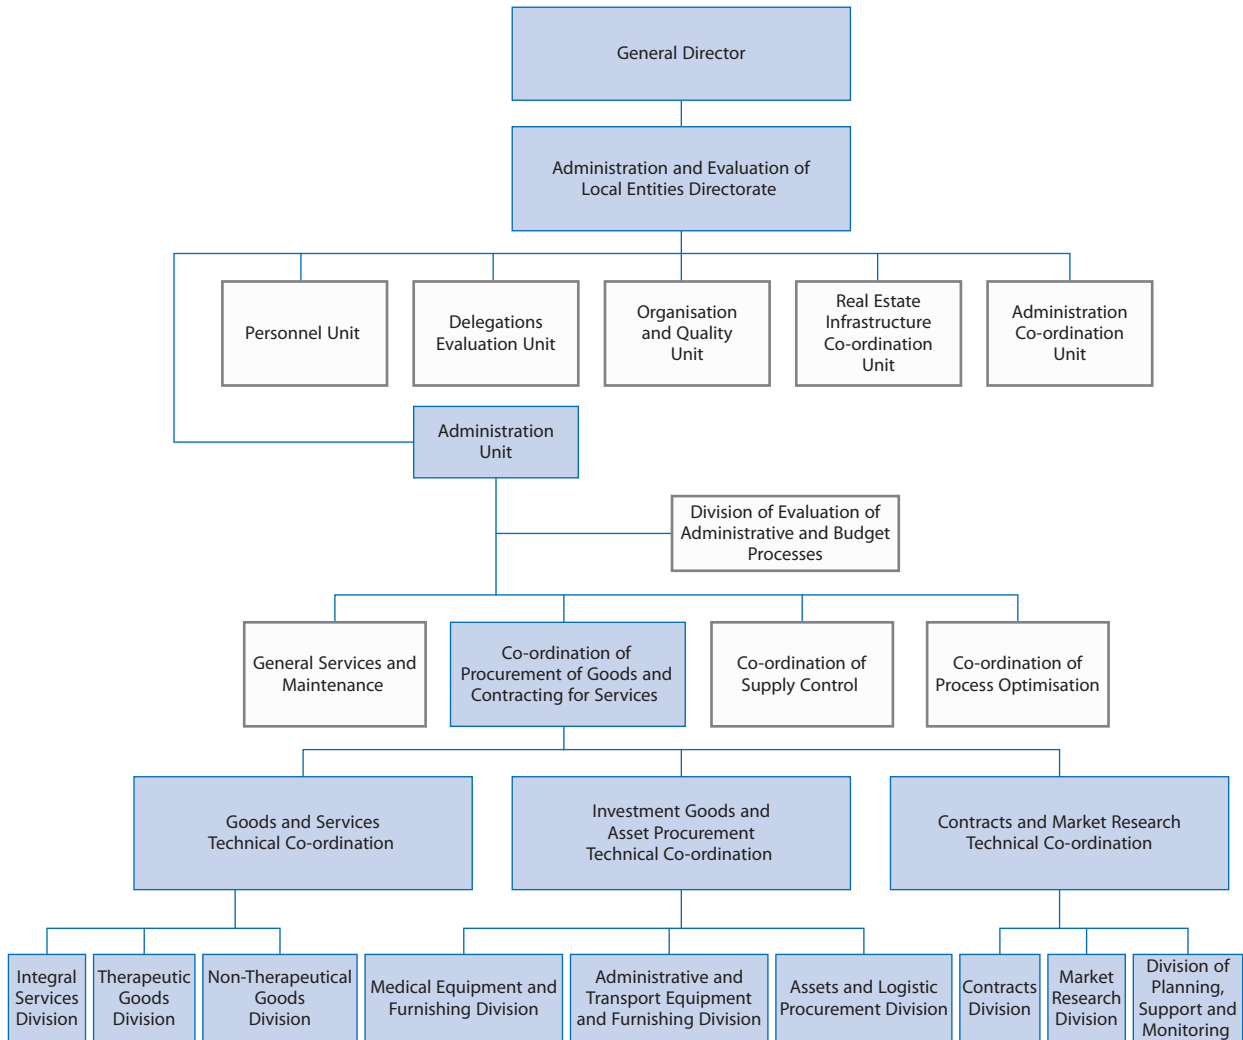 General Director
Administration and Evaluation of
Local Entities Directorate
Personnel Unit
Delegations
Evaluation Unit
Organisation
and Quality
Unit
Real Estate
Infrastructure
Co-ordination
Unit
Administration
Co-ordination
Unit
Administration
Unit
Division of Evaluation of
Administrative and Budget
Processes
General Services and
Maintenance
Co-ordination of
Procurement of Goods and
Contracting for Services
Co-ordination of
Supply Control
Co-ordination of
Process Optimisation
Goods and Services
Technical Co-ordination
Investment Goods and
Asset Procurement
Technical Co-ordination
Contracts and Market Research
Technical Co-ordination
Integral
Services
Division
Therapeutic
Goods
Division
Non-Therapeutical
Goods
Division
Medical Equipment and
Furnishing Division
Administrative and
Transport Equipment
and Furnishing Division
Assets and Logistic
Procurement Division
Contracts
Division
Market
Research
Division
Division of
Planning,
Support and
Monitoring